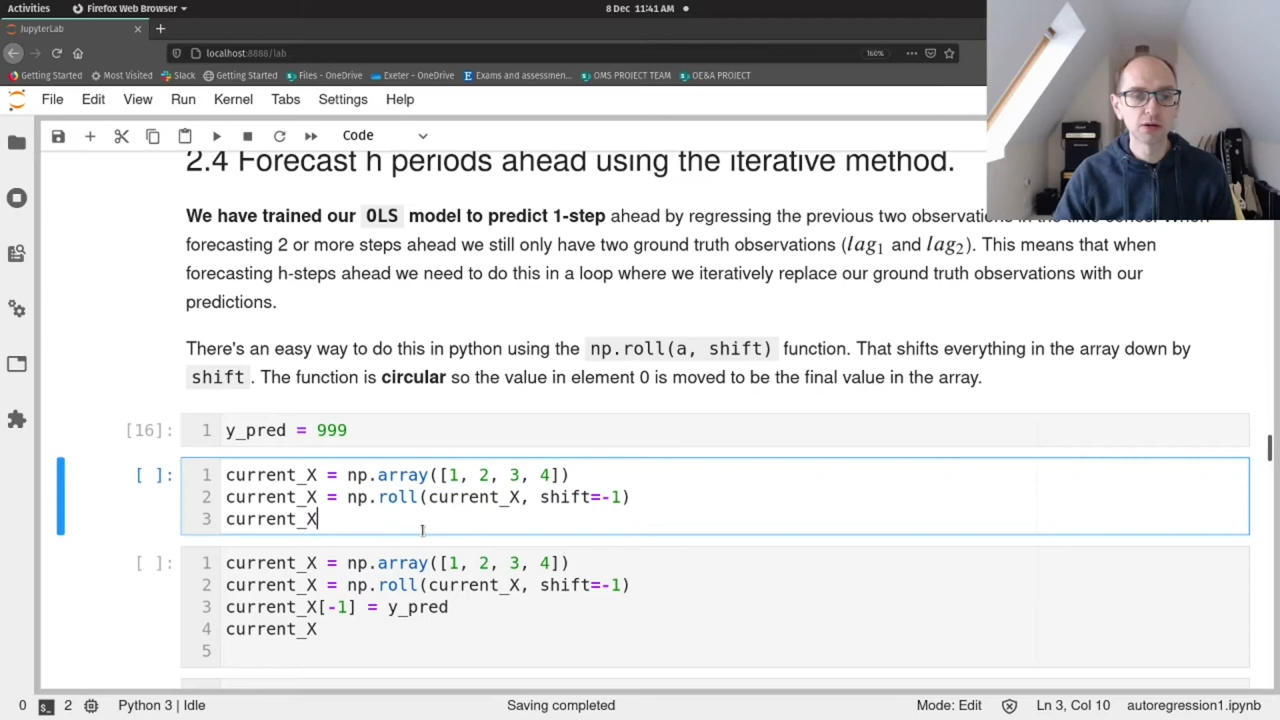 Activities Firefox Web Browser 8 Dec 11:41 AM
JupyterLab
localhost:8888/lab 160%
Getting Started Most Visited Slack Getting Started Files - OneDrive Exeter - OneDrive Exams and assessmen... OMS PROJECT TEAM OE&A PROJECT
File Edit View Run Kernel Tabs Settings Help
Code
2.4 Forecast h periods ahead using the iterative method.
We have trained our OLS model to predict 1-step ahead by regressing the previous two observations in the time series. When
forecasting 2 or more steps ahead we still only have two ground truth observations (lag1 and lag2). This means that when
forecasting h-steps ahead we need to do this in a loop where we iteratively replace our ground truth observations with our
predictions.
There's an easy way to do this in python using the np.roll(a, shift) function. That shifts everything in the array down by
shift. The function is circular so the value in element 0 is moved to be the final value in the array.
[16]: 1 y_pred = 999
[ ]: 1 current_X = np.array([1, 2, 3, 4])
2 current_X = np.roll(current_X, shift=-1)
3 current_X
[ ]: 1 current_X = np.array([1, 2, 3, 4])
2 current_X = np.roll(current_X, shift=-1)
3 current_X[-1] = y_pred
4 current_X
5
0 2 Python 3 | Idle Saving completed Mode: Edit Ln 3, Col 10 autoregression1.ipynb